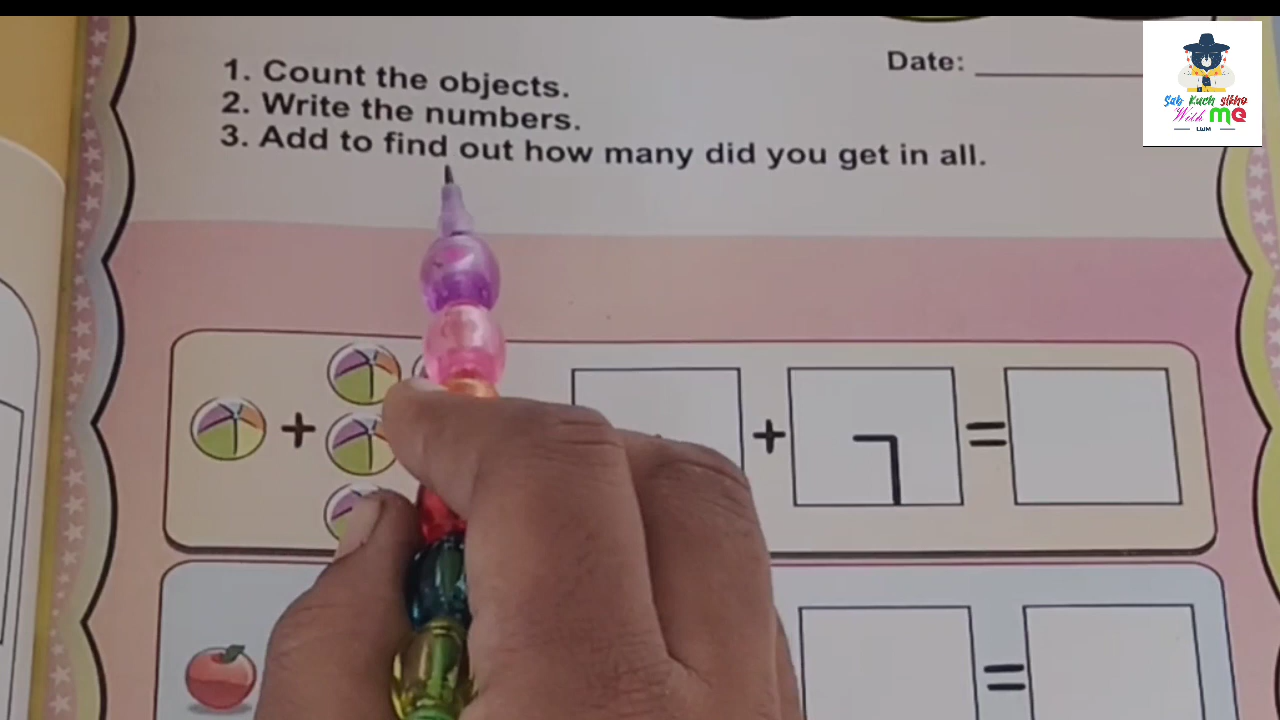 Date:
1. Count the objects.
2. Write the numbers.
3. Add to find out how many did you get in all.
Sab Kuch sikho
With me
LWM
+ + =
=